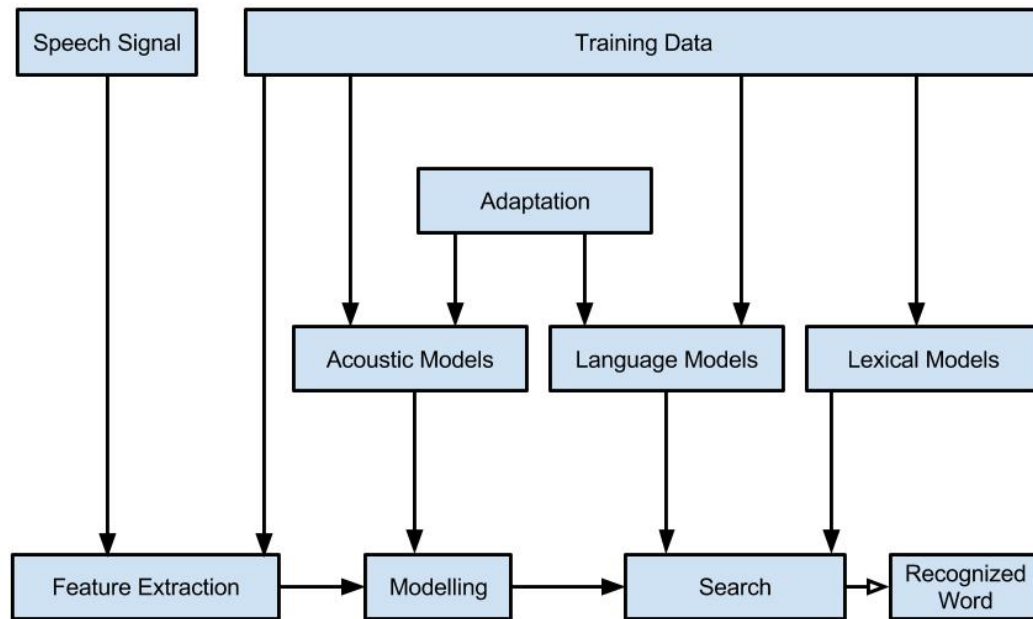 Speech Signal
Training Data
Adaptation
Acoustic Models
Language Models
Lexical Models
Feature Extraction
Modelling
Search
Recognized
Word